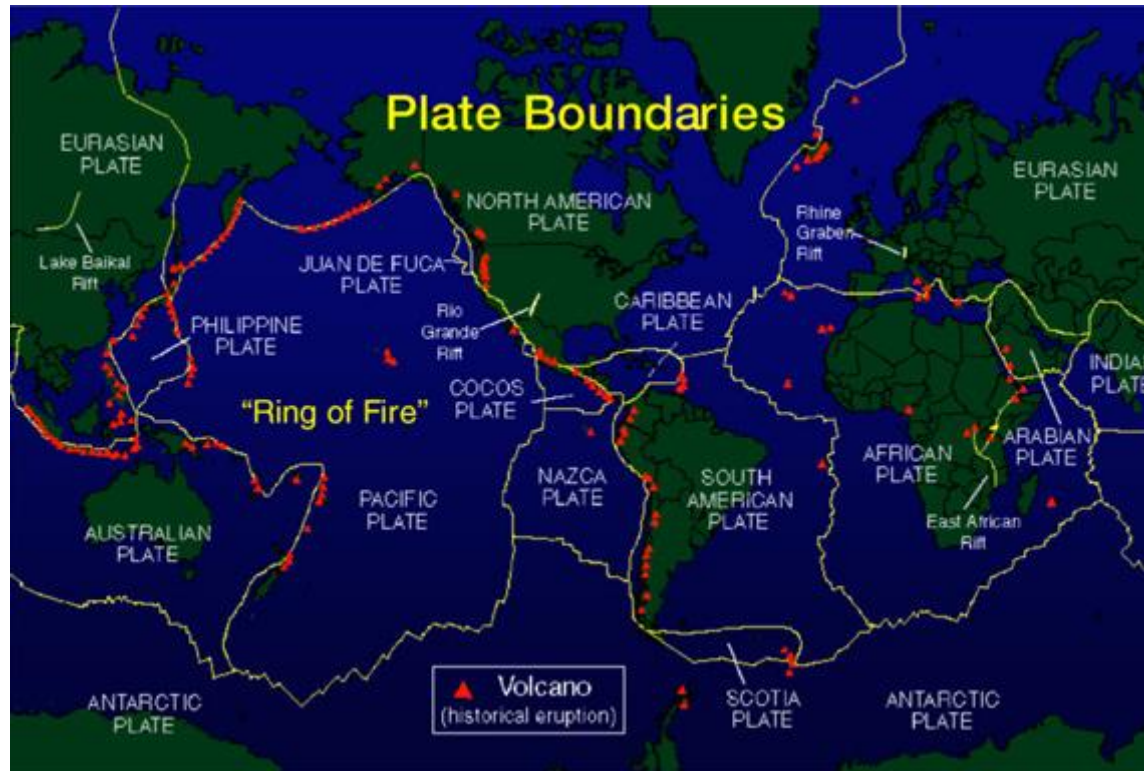 Plate Boundaries
EURASIAN
PLATE
EURASIAN
PLATE
NORTH AMERICAN
PLATE
Rhine
Graben
Rift
Lake Baikal
Rift
JUAN DE FUCA
PLATE
CARIBBEAN
PLATE
Rio
Grande
Rift
PHILIPPINE
PLATE
INDIA
PLATE
COCOS
PLATE
"Ring of Fire"
ARABIAN
PLATE
AFRICAN
PLATE
NAZCA
PLATE
SOUTH
AMERICAN
PLATE
PACIFIC
PLATE
AUSTRALIAN
PLATE
East African
Rift
Volcano
(historical eruption)
SCOTIA
PLATE
ANTARCTIC
PLATE
ANTARCTIC
PLATE